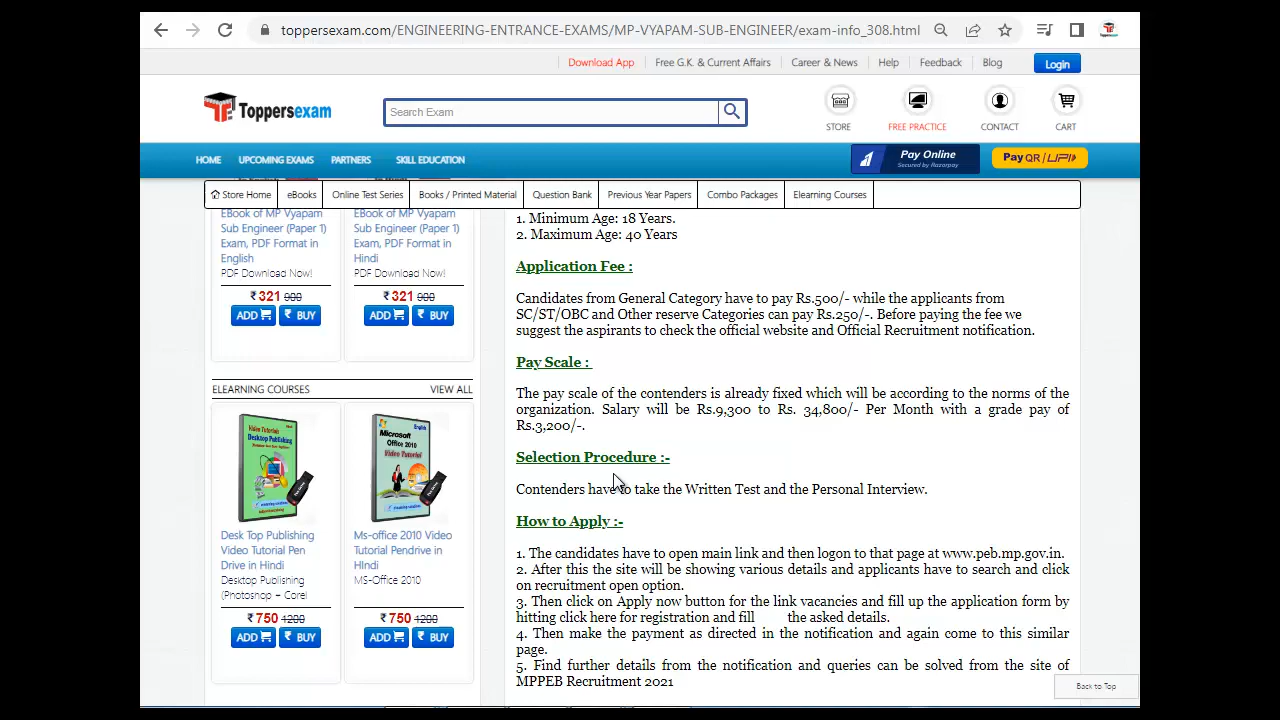 toppersexam.com/ENGINEERING-ENTRANCE-EXAMS/MP-VYAPAM-SUB-ENGINEER/exam-info_308.html
Download App Free G.K. & Current Affairs Career & News Help Feedback Blog Login
Toppersexam
Search Exam
STORE FREE PRACTICE CONTACT CART
HOME UPCOMING EXAMS PARTNERS SKILL EDUCATION
Pay Online
Secured by Razorpay
Pay QR / UPI
Store Home eBooks Online Test Series Books / Printed Material Question Bank Previous Year Papers Combo Packages Elearning Courses
EBook of MP Vyapam
Sub Engineer (Paper 1)
Exam, PDF Format in
English
PDF Download Now!
₹ 321 900
ADD ₹ BUY
EBook of MP Vyapam
Sub Engineer (Paper 1)
Exam, PDF Format in
Hindi
PDF Download Now!
₹ 321 900
ADD ₹ BUY
ELEARNING COURSES VIEW ALL
Video Tutorials
Desktop Publishing
Microsoft
Office 2010
Video Tutorial
English
Desk Top Publishing
Video Tutorial Pen
Drive in Hindi
Desktop Publishing
(Photoshop – Corel
₹ 750 1200
ADD ₹ BUY
Ms-office 2010 Video
Tutorial Pendrive in
HIndi
MS-Office 2010
₹ 750 1200
ADD ₹ BUY
1. Minimum Age: 18 Years.
2. Maximum Age: 40 Years
Application Fee :
Candidates from General Category have to pay Rs.500/- while the applicants from
SC/ST/OBC and Other reserve Categories can pay Rs.250/-. Before paying the fee we
suggest the aspirants to check the official website and Official Recruitment notification.
Pay Scale :
The pay scale of the contenders is already fixed which will be according to the norms of the
organization. Salary will be Rs.9,300 to Rs. 34,800/- Per Month with a grade pay of
Rs.3,200/-.
Selection Procedure :-
Contenders have to take the Written Test and the Personal Interview.
How to Apply :-
1. The candidates have to open main link and then logon to that page at www.peb.mp.gov.in.
2. After this the site will be showing various details and applicants have to search and click
on recruitment open option.
3. Then click on Apply now button for the link vacancies and fill up the application form by
hitting click here for registration and fill the asked details.
4. Then make the payment as directed in the notification and again come to this similar
page.
5. Find further details from the notification and queries can be solved from the site of
MPPEB Recruitment 2021
Back to Top